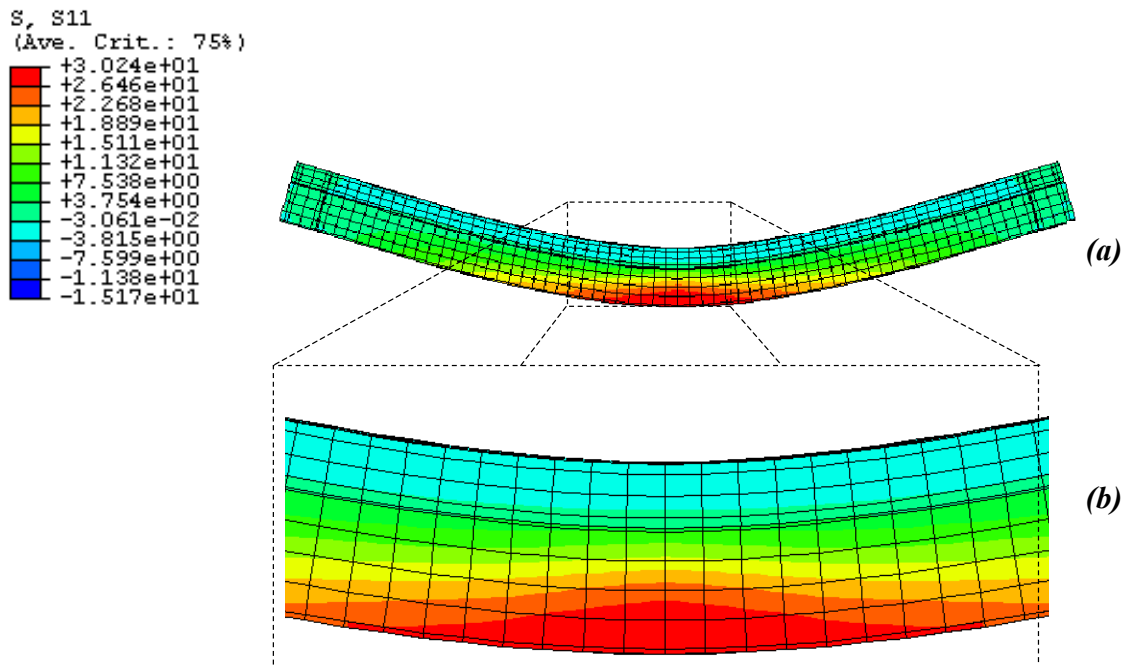 S, S11
(Ave. Crit.: 75%)
+3.024e+01
+2.646e+01
+2.268e+01
+1.889e+01
+1.511e+01
+1.132e+01
+7.538e+00
+3.754e+00
-3.061e-02
-3.815e+00
-7.599e+00
-1.138e+01
-1.517e+01
(a)
(b)